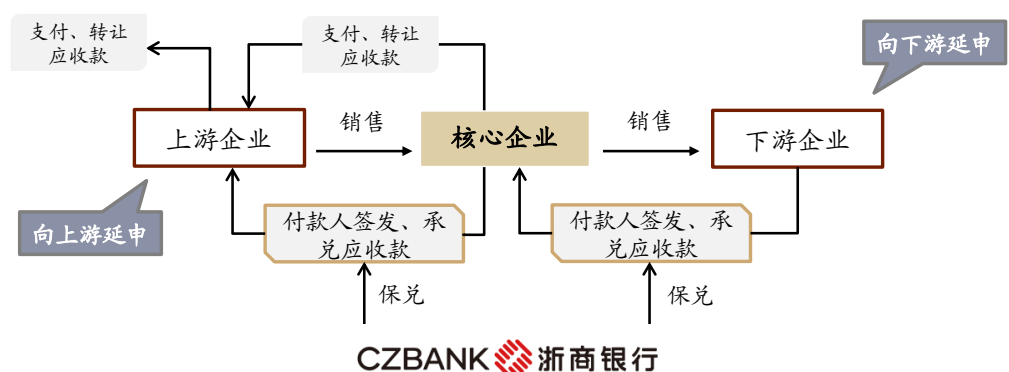 支付、转让
应收款
支付、转让
应收款
向下游延申
上游企业
销售
核心企业
销售
下游企业
向上游延申
付款人签发、承
兑应收款
付款人签发、承
兑应收款
保兑
保兑
CZBANK 浙商银行